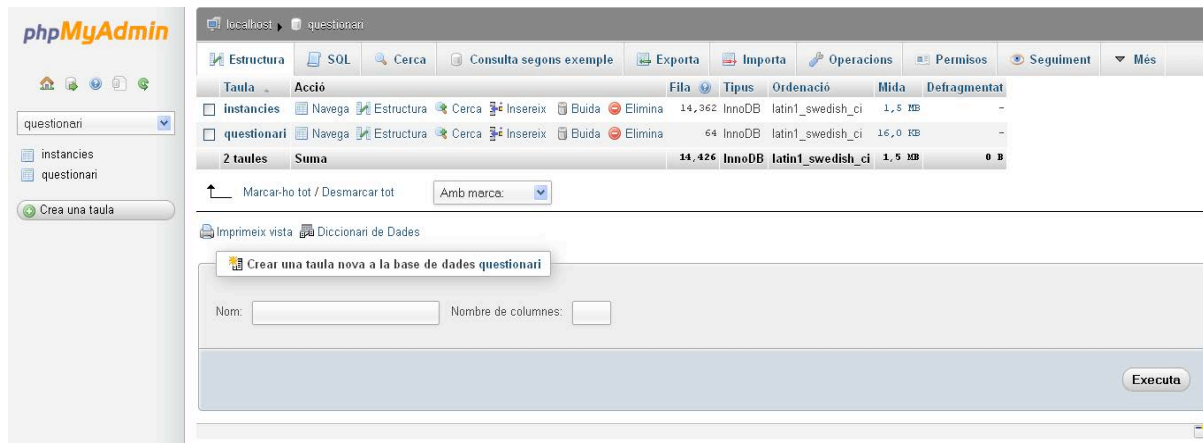 phpMyAdmin
localhost questionari
Estructura SQL Cerca Consulta segons exemple Exporta Importa Operacions Permisos Seguiment Més
questionari
instancies
questionari
Crea una taula
Taula Acció Fila Tipus Ordenació Mida Defragmentat
instancies Navega Estructura Cerca Insereix Buida Elimina 14,362 InnoDB latin1_swedish_ci 1,5 MB -
questionari Navega Estructura Cerca Insereix Buida Elimina 64 InnoDB latin1_swedish_ci 16,0 KB -
2 taules Suma 14,426 InnoDB latin1_swedish_ci 1,5 MB 0 B
Marcar-ho tot / Desmarcar tot Amb marca:
Imprimeix vista Diccionari de Dades
Crear una taula nova a la base de dades questionari
Nom: Nombre de columnes:
Executa